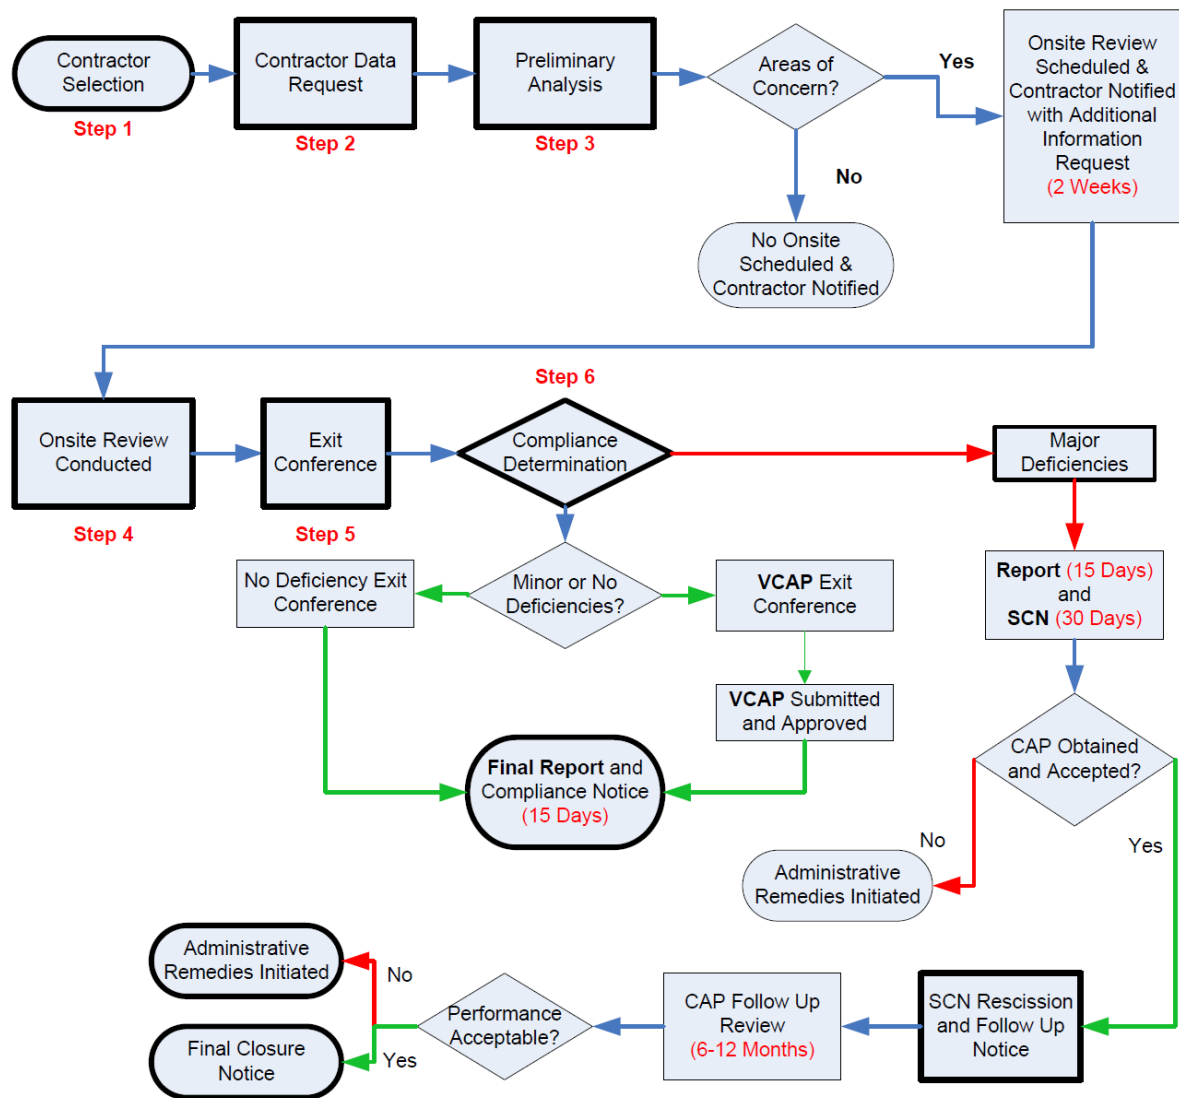 Contractor
Selection
Step 1
Contractor Data
Request
Step 2
Preliminary
Analysis
Step 3
Areas of
Concern?
Yes
No
Onsite Review
Scheduled &
Contractor Notified
with Additional
Information
Request
(2 Weeks)
No Onsite
Scheduled &
Contractor Notified
Onsite Review
Conducted
Step 4
Exit
Conference
Step 5
Step 6
Compliance
Determination
Major
Deficiencies
No Deficiency Exit
Conference
Minor or No
Deficiencies?
VCAP Exit
Conference
Report (15 Days)
and
SCN (30 Days)
VCAP Submitted
and Approved
Final Report and
Compliance Notice
(15 Days)
CAP Obtained
and Accepted?
No
Yes
Administrative
Remedies Initiated
SCN Rescission
and Follow Up
Notice
CAP Follow Up
Review
(6-12 Months)
Performance
Acceptable?
No
Yes
Administrative
Remedies Initiated
Final Closure
Notice